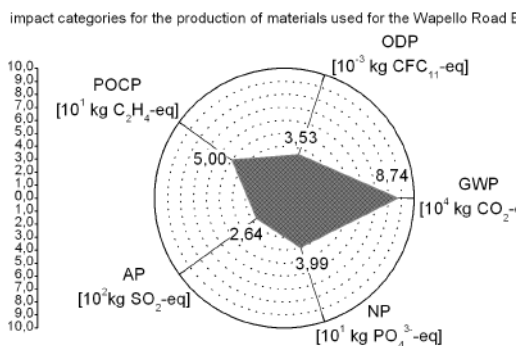 impact categories for the production of materials used for the Wapello Road B
ODP
[10⁻³ kg CFC₁₁-eq]
POCP
[10¹ kg C₂H₄-eq]
3,53
5,00
8,74
GWP
[10⁴ kg CO₂-e
2,64
3,99
AP
[10² kg SO₂-eq]
NP
[10¹ kg PO₄³⁻-eq]
10,0
9,0
8,0
7,0
6,0
5,0
4,0
3,0
2,0
1,0
0,0
1,0
2,0
3,0
4,0
5,0
6,0
7,0
8,0
9,0
10,0